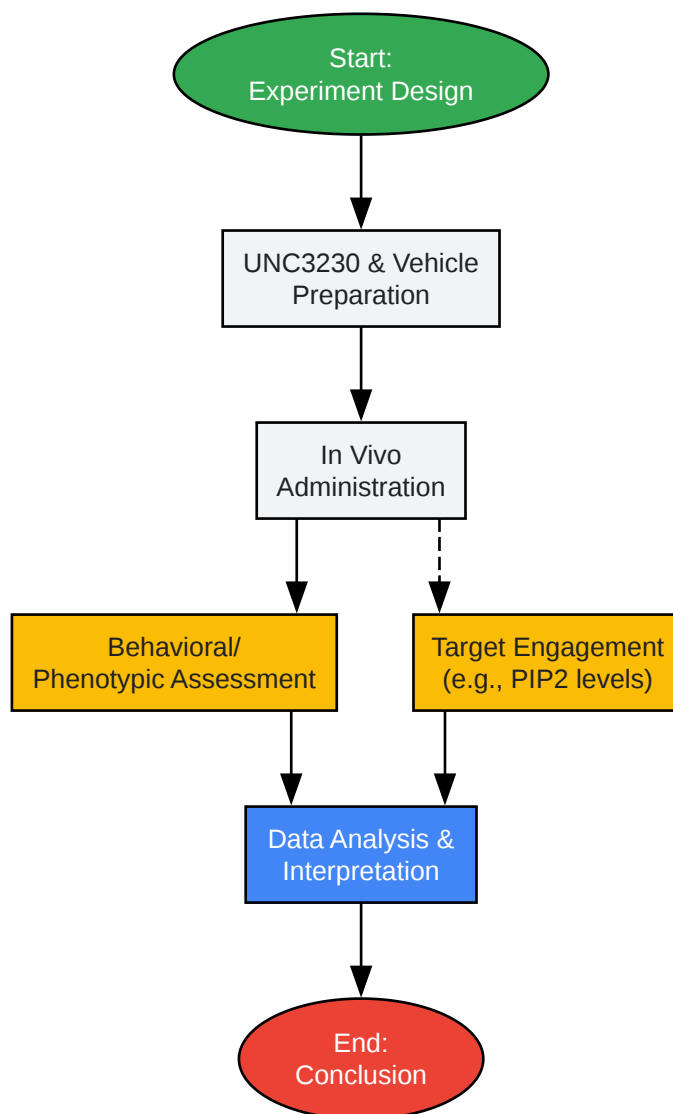 Start:
Experiment Design
UNC3230 & Vehicle
Preparation
In Vivo
Administration
Behavioral/
Phenotypic Assessment
Target Engagement
(e.g., PIP2 levels)
Data Analysis &
Interpretation
End:
Conclusion